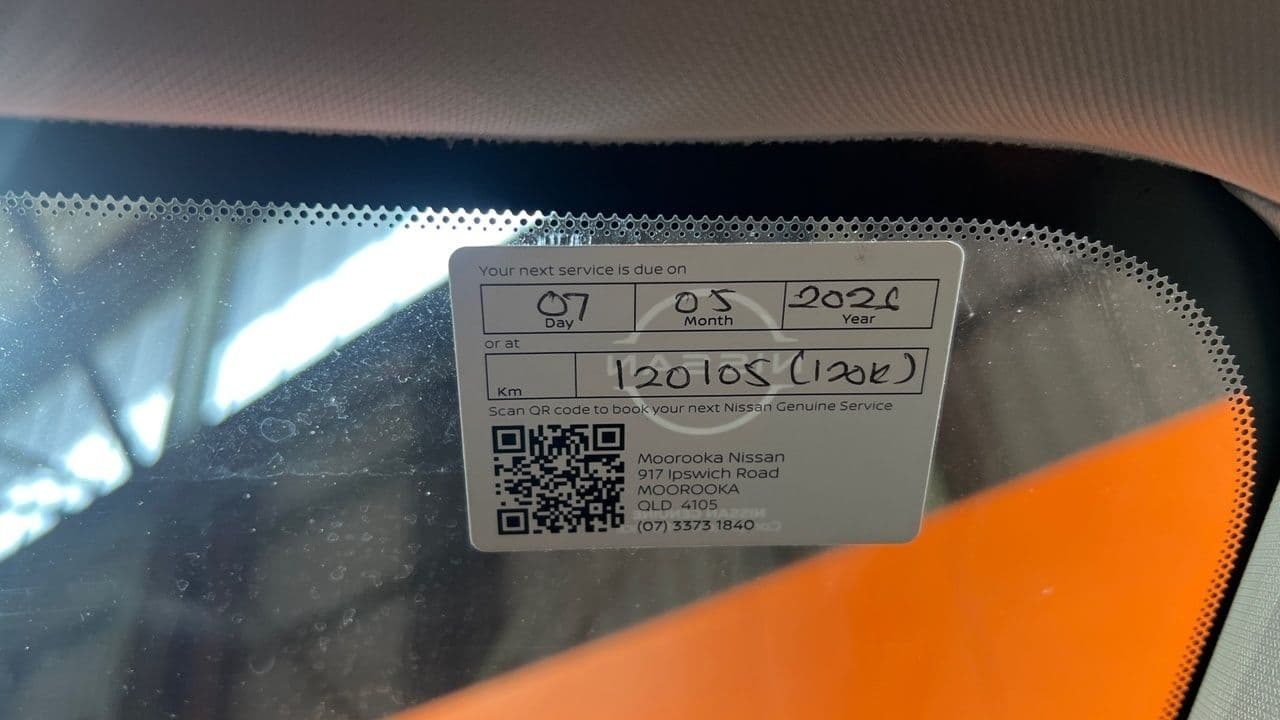 Your next service is due on
07 05 2026
Day Month Year
or at
Km 120105 (120k)
Scan QR code to book your next Nissan Genuine Service
Moorooka Nissan
917 Ipswich Road
MOOROOKA
QLD 4105
(07) 3373 1840